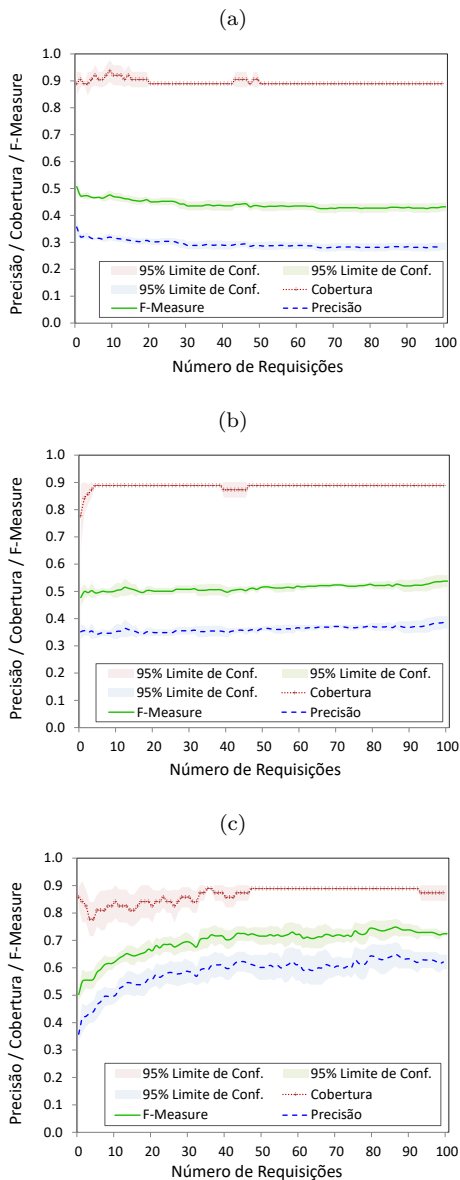 (a)
1.0
0.9
0.8
0.7
0.6
0.5
0.4
0.3
0.2
0.1
0.0
Precisão / Cobertura / F-Measure
95% Limite de Conf. 95% Limite de Conf.
95% Limite de Conf. Cobertura
F-Measure Precisão
0 10 20 30 40 50 60 70 80 90 100
Número de Requisições
(b)
1.0
0.9
0.8
0.7
0.6
0.5
0.4
0.3
0.2
0.1
0.0
Precisão / Cobertura / F-Measure
95% Limite de Conf. 95% Limite de Conf.
95% Limite de Conf. Cobertura
F-Measure Precisão
0 10 20 30 40 50 60 70 80 90 100
Número de Requisições
(c)
1.0
0.9
0.8
0.7
0.6
0.5
0.4
0.3
0.2
0.1
0.0
Precisão / Cobertura / F-Measure
95% Limite de Conf. 95% Limite de Conf.
95% Limite de Conf. Cobertura
F-Measure Precisão
0 10 20 30 40 50 60 70 80 90 100
Número de Requisições